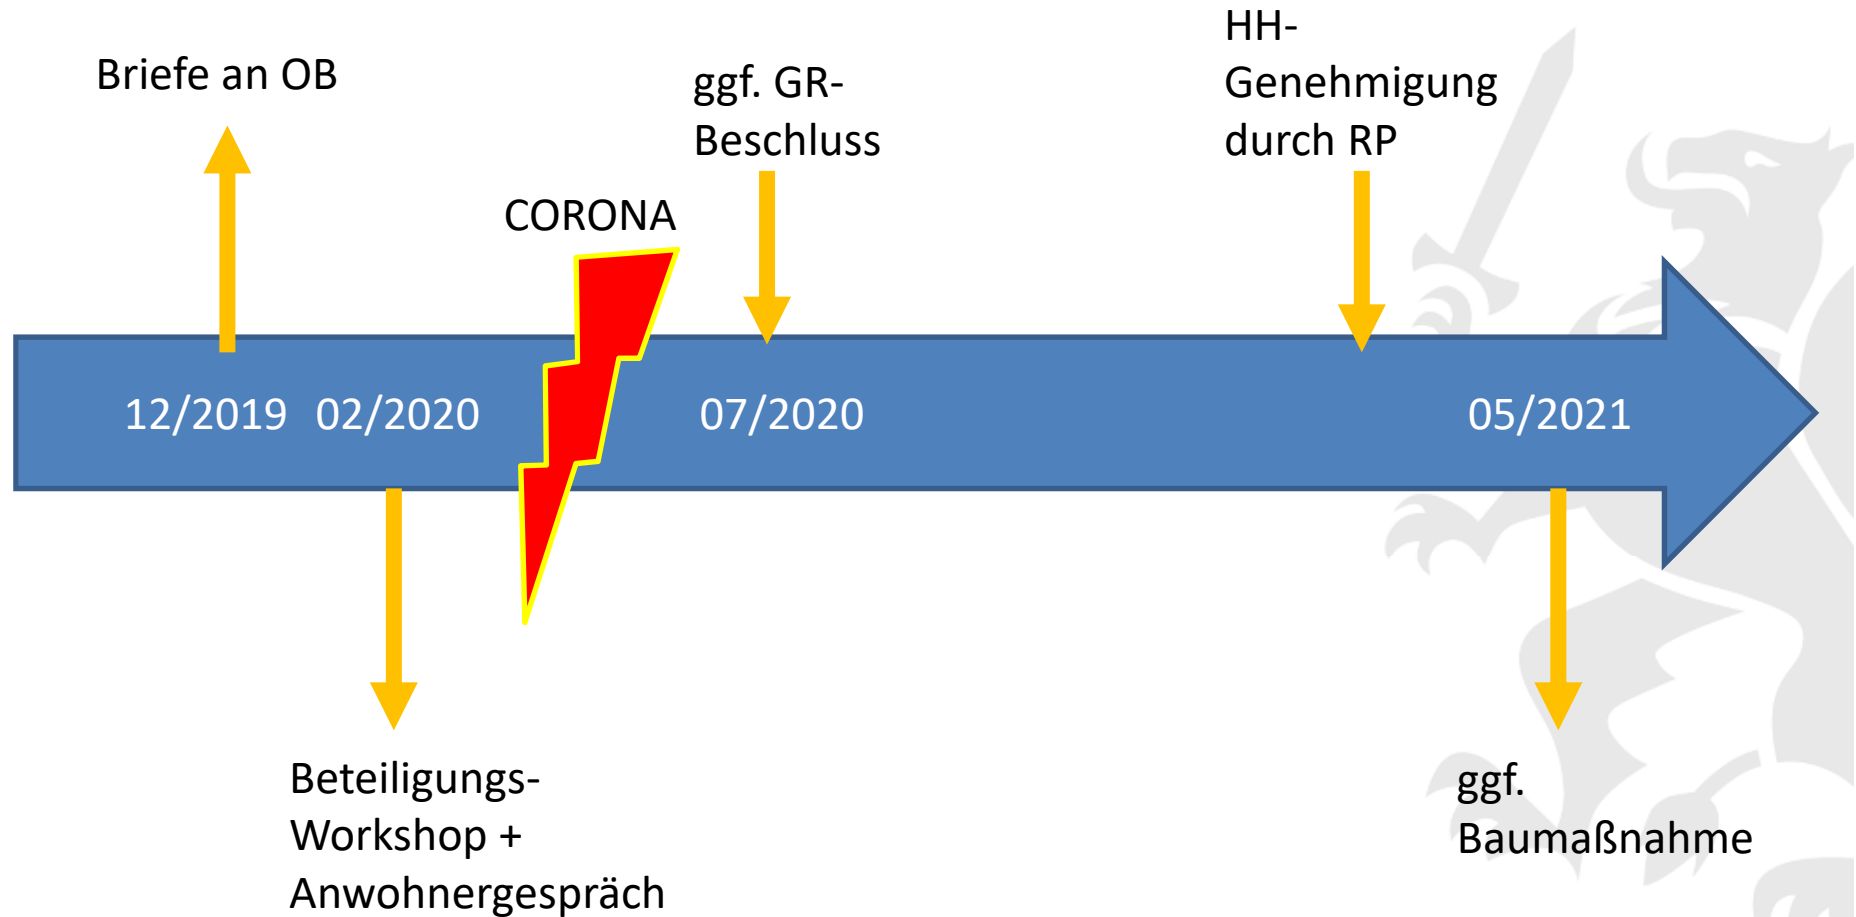 Briefe an OB
CORONA
ggf. GR-
Beschluss
HH-
Genehmigung
durch RP
12/2019
02/2020
07/2020
05/2021
Beteiligungs-
Workshop +
Anwohnergespräch
ggf.
Baumaßnahme